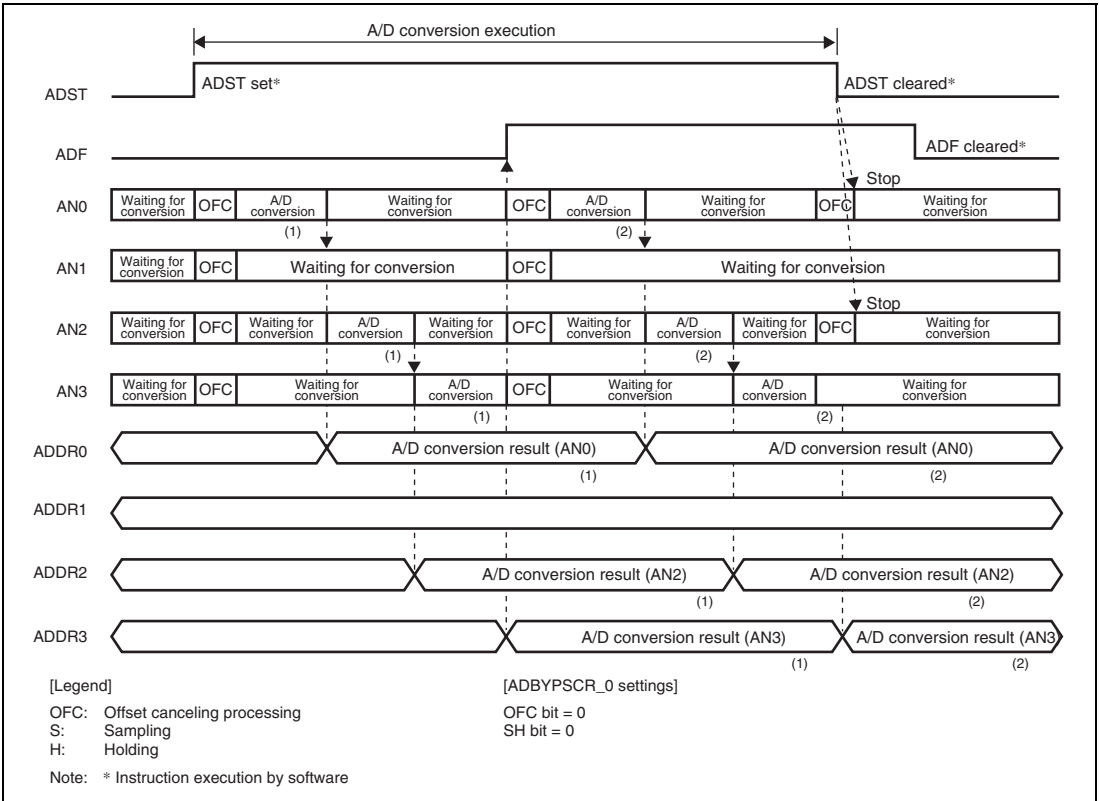 A/D conversion execution
ADST ADST set* ADST cleared*
ADF ADF cleared*
Stop
AN0 Waiting for conversion OFC A/D conversion Waiting for conversion OFC A/D conversion Waiting for conversion OFC Waiting for conversion
(1) (2)
AN1 Waiting for conversion OFC Waiting for conversion OFC Waiting for conversion
Stop
AN2 Waiting for conversion OFC Waiting for conversion A/D conversion Waiting for conversion OFC Waiting for conversion A/D conversion Waiting for conversion OFC Waiting for conversion
(1) (2)
AN3 Waiting for conversion OFC Waiting for conversion A/D conversion OFC Waiting for conversion A/D conversion Waiting for conversion
(1) (2)
ADDR0 A/D conversion result (AN0) A/D conversion result (AN0)
(1) (2)
ADDR1
ADDR2 A/D conversion result (AN2) A/D conversion result (AN2)
(1) (2)
ADDR3 A/D conversion result (AN3) A/D conversion result (AN3
(1) (2)
[Legend] [ADBYPSCR_0 settings]
OFC: Offset canceling processing OFC bit = 0
S: Sampling SH bit = 0
H: Holding
Note: * Instruction execution by software